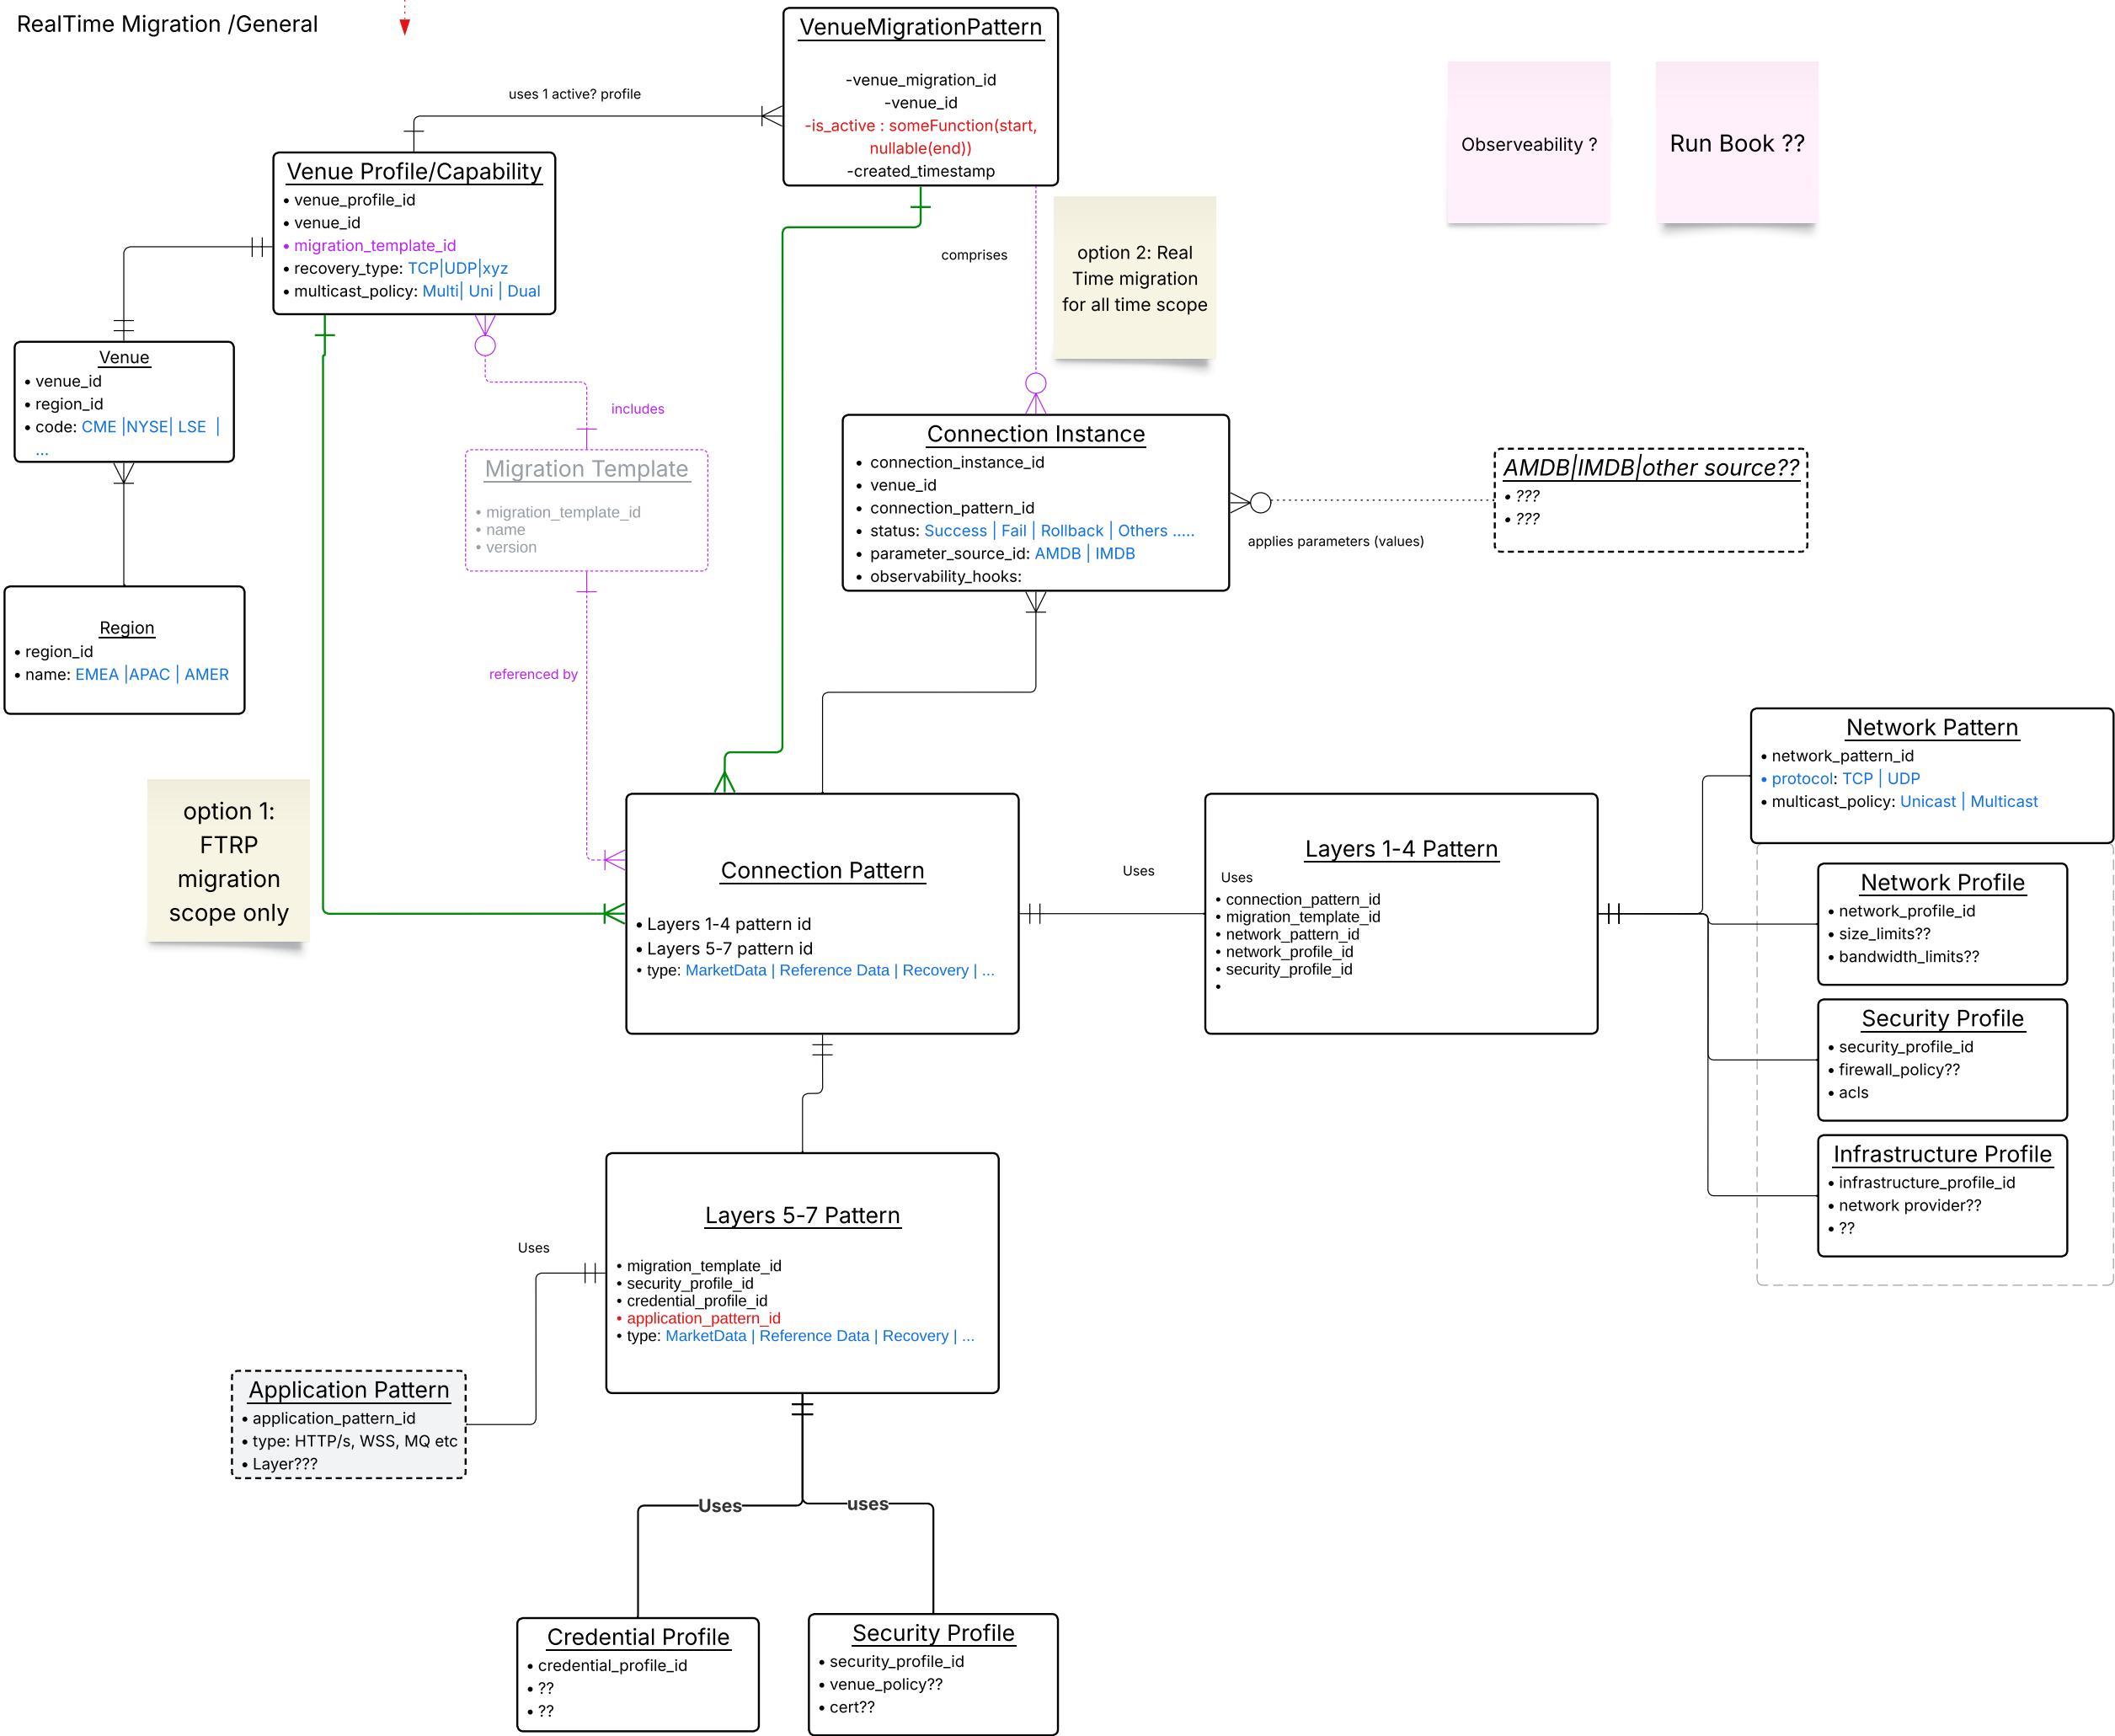 RealTime Migration /General
VenueMigrationPattern
-venue_migration_id
-venue_id
-is_active : someFunction(start,
nullable(end))
-created_timestamp
uses 1 active? profile
Observeability ?
Run Book ??
Venue Profile/Capability
• venue_profile_id
• venue_id
• migration_template_id
• recovery_type: TCP|UDP|xyz
• multicast_policy: Multi| Uni | Dual
comprises
option 2: Real
Time migration
for all time scope
Venue
• venue_id
• region_id
• code: CME |NYSE| LSE |
...
includes
Migration Template
• migration_template_id
• name
• version
Connection Instance
• connection_instance_id
• venue_id
• connection_pattern_id
• status: Success | Fail | Rollback | Others .....
• parameter_source_id: AMDB | IMDB
• observability_hooks:
AMDB|IMDB|other source??
• ???
• ???
applies parameters (values)
Region
• region_id
• name: EMEA |APAC | AMER
referenced by
option 1:
FTRP
migration
scope only
Connection Pattern
• Layers 1-4 pattern id
• Layers 5-7 pattern id
• type: MarketData | Reference Data | Recovery | ...
Uses
Layers 1-4 Pattern
Uses
• connection_pattern_id
• migration_template_id
• network_pattern_id
• network_profile_id
• security_profile_id
•
Network Pattern
• network_pattern_id
• protocol: TCP | UDP
• multicast_policy: Unicast | Multicast
Network Profile
• network_profile_id
• size_limits??
• bandwidth_limits??
Security Profile
• security_profile_id
• firewall_policy??
• acls
Infrastructure Profile
• infrastructure_profile_id
• network provider??
• ??
Layers 5-7 Pattern
• migration_template_id
• security_profile_id
• credential_profile_id
• application_pattern_id
• type: MarketData | Reference Data | Recovery | ...
Uses
Application Pattern
• application_pattern_id
• type: HTTP/s, WSS, MQ etc
• Layer???
Uses
uses
Credential Profile
• credential_profile_id
• ??
• ??
Security Profile
• security_profile_id
• venue_policy??
• cert??